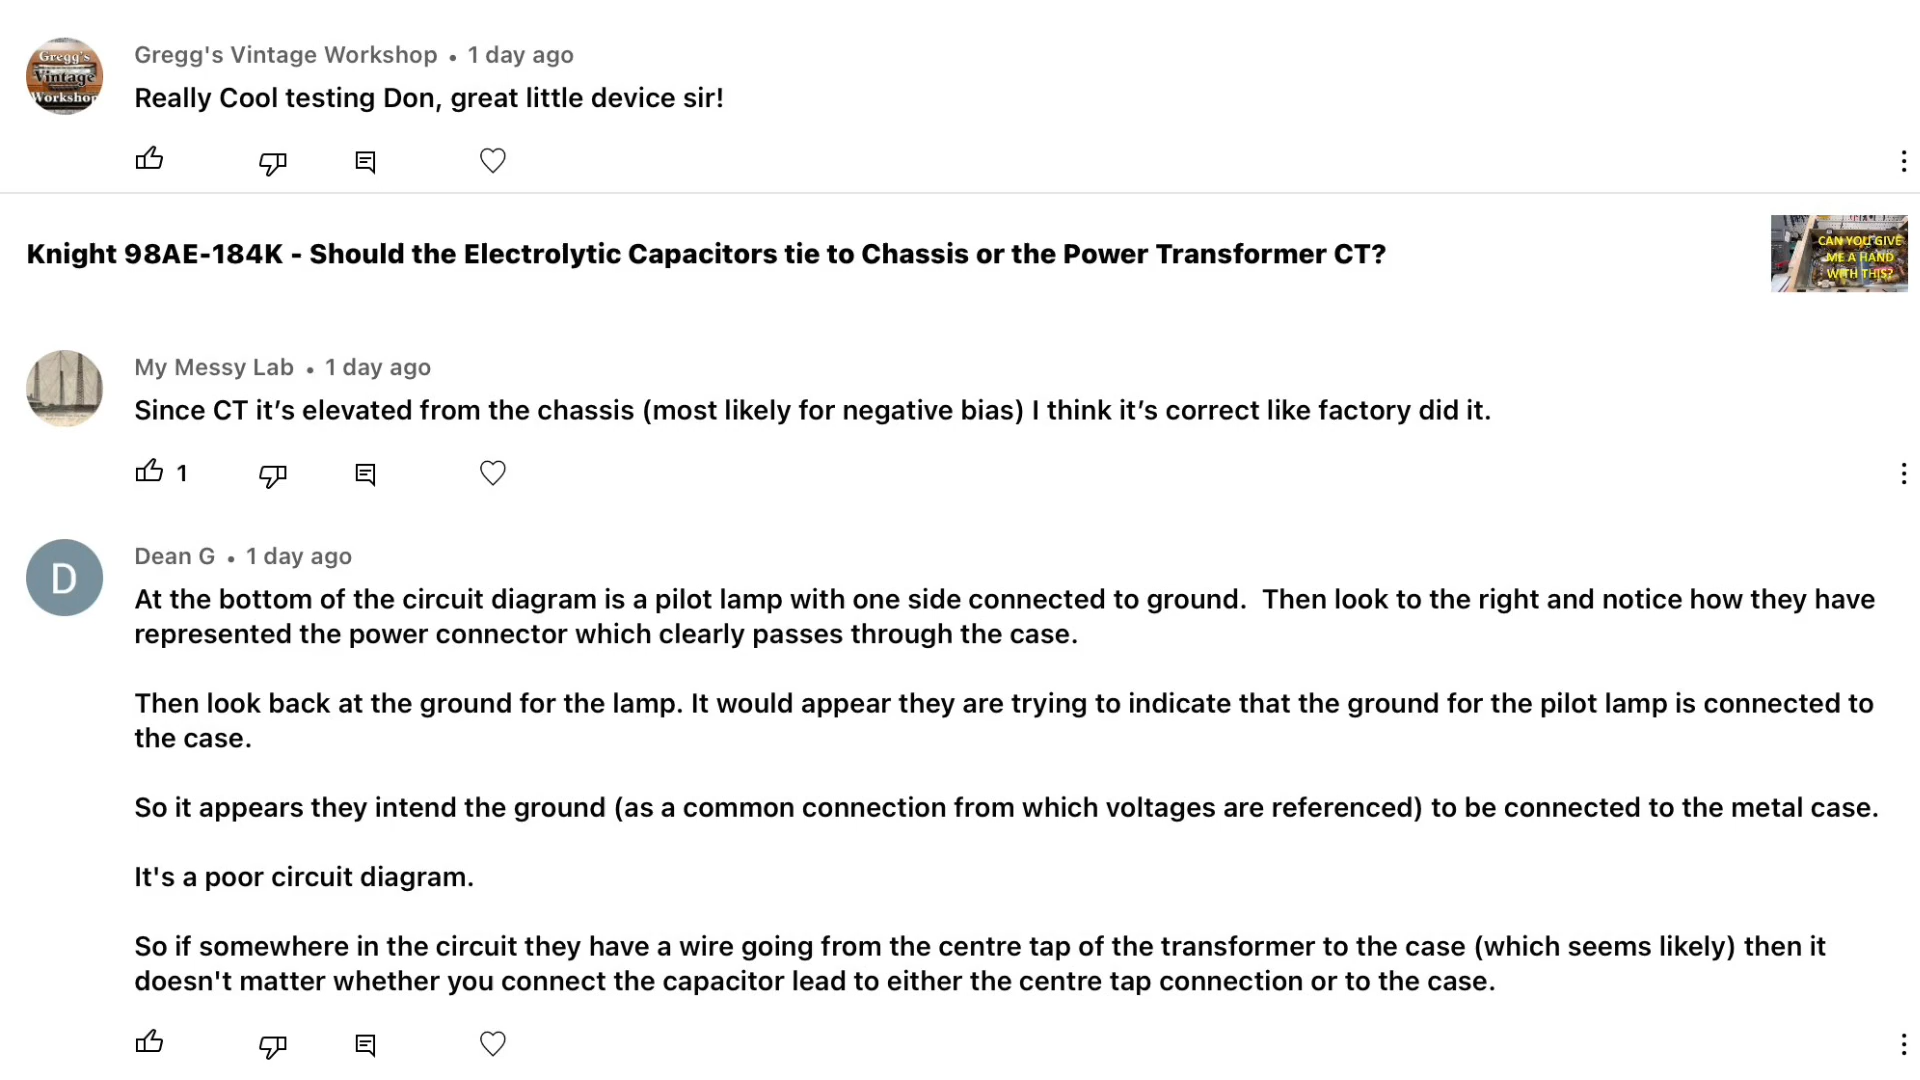 Gregg's Vintage Workshop
Gregg's Vintage Workshop • 1 day ago
Really Cool testing Don, great little device sir!
Knight 98AE-184K - Should the Electrolytic Capacitors tie to Chassis or the Power Transformer CT?
CAN YOU GIVE
ME A HAND
WITH THIS?
My Messy Lab • 1 day ago
Since CT it’s elevated from the chassis (most likely for negative bias) I think it’s correct like factory did it.
1
D
Dean G • 1 day ago
At the bottom of the circuit diagram is a pilot lamp with one side connected to ground.  Then look to the right and notice how they have
represented the power connector which clearly passes through the case.
Then look back at the ground for the lamp. It would appear they are trying to indicate that the ground for the pilot lamp is connected to
the case.
So it appears they intend the ground (as a common connection from which voltages are referenced) to be connected to the metal case.
It's a poor circuit diagram.
So if somewhere in the circuit they have a wire going from the centre tap of the transformer to the case (which seems likely) then it
doesn't matter whether you connect the capacitor lead to either the centre tap connection or to the case.